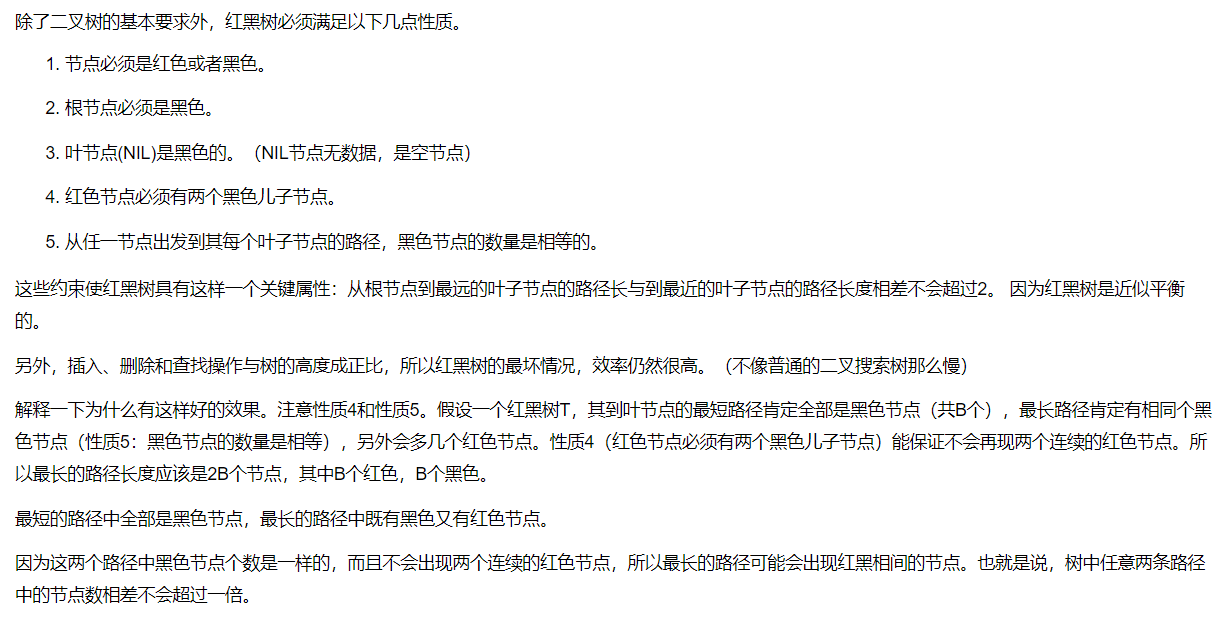 除了二叉树的基本要求外，红黑树必须满足以下几点性质。
1. 节点必须是红色或者黑色。
2. 根节点必须是黑色。
3. 叶节点(NIL)是黑色的。（NIL节点无数据，是空节点）
4. 红色节点必须有两个黑色儿子节点。
5. 从任一节点出发到其每个叶子节点的路径，黑色节点的数量是相等的。
这些约束使红黑树具有这样一个关键属性：从根节点到最远的叶子节点的路径长与到最近的叶子节点的路径长度相差不会超过2。 因为红黑树是近似平衡
的。
另外，插入、删除和查找操作与树的高度成正比，所以红黑树的最坏情况，效率仍然很高。（不像普通的二叉搜索树那么慢）
解释一下为什么有这样好的效果。注意性质4和性质5。假设一个红黑树T，其到叶节点的最短路径肯定全部是黑色节点（共B个），最长路径肯定有相同个黑
色节点（性质5：黑色节点的数量是相等），另外会多几个红色节点。性质4（红色节点必须有两个黑色儿子节点）能保证不会再现两个连续的红色节点。所
以最长的路径长度应该是2B个节点，其中B个红色，B个黑色。
最短的路径中全部是黑色节点，最长的路径中既有黑色又有红色节点。
因为这两个路径中黑色节点个数是一样的，而且不会出现两个连续的红色节点，所以最长的路径可能会出现红黑相间的节点。也就是说，树中任意两条路径
中的节点数相差不会超过一倍。